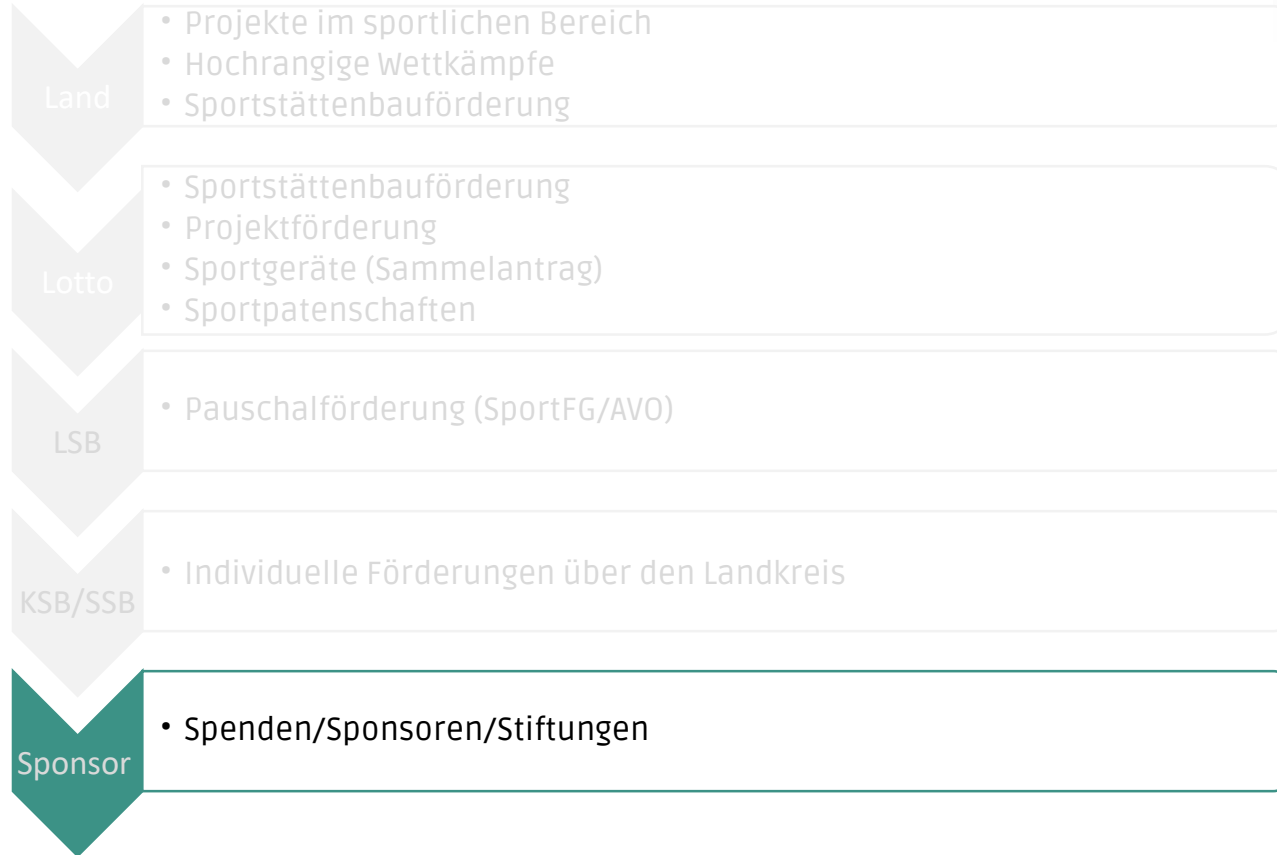 Land
• Projekte im sportlichen Bereich
• Hochrangige Wettkämpfe
• Sportstättenbauförderung
Lotto
• Sportstättenbauförderung
• Projektförderung
• Sportgeräte (Sammelantrag)
• Sportpatenschaften
LSB
• Pauschalförderung (SportFG/AVO)
KSB/SSB
• Individuelle Förderungen über den Landkreis
Sponsor
• Spenden/Sponsoren/Stiftungen